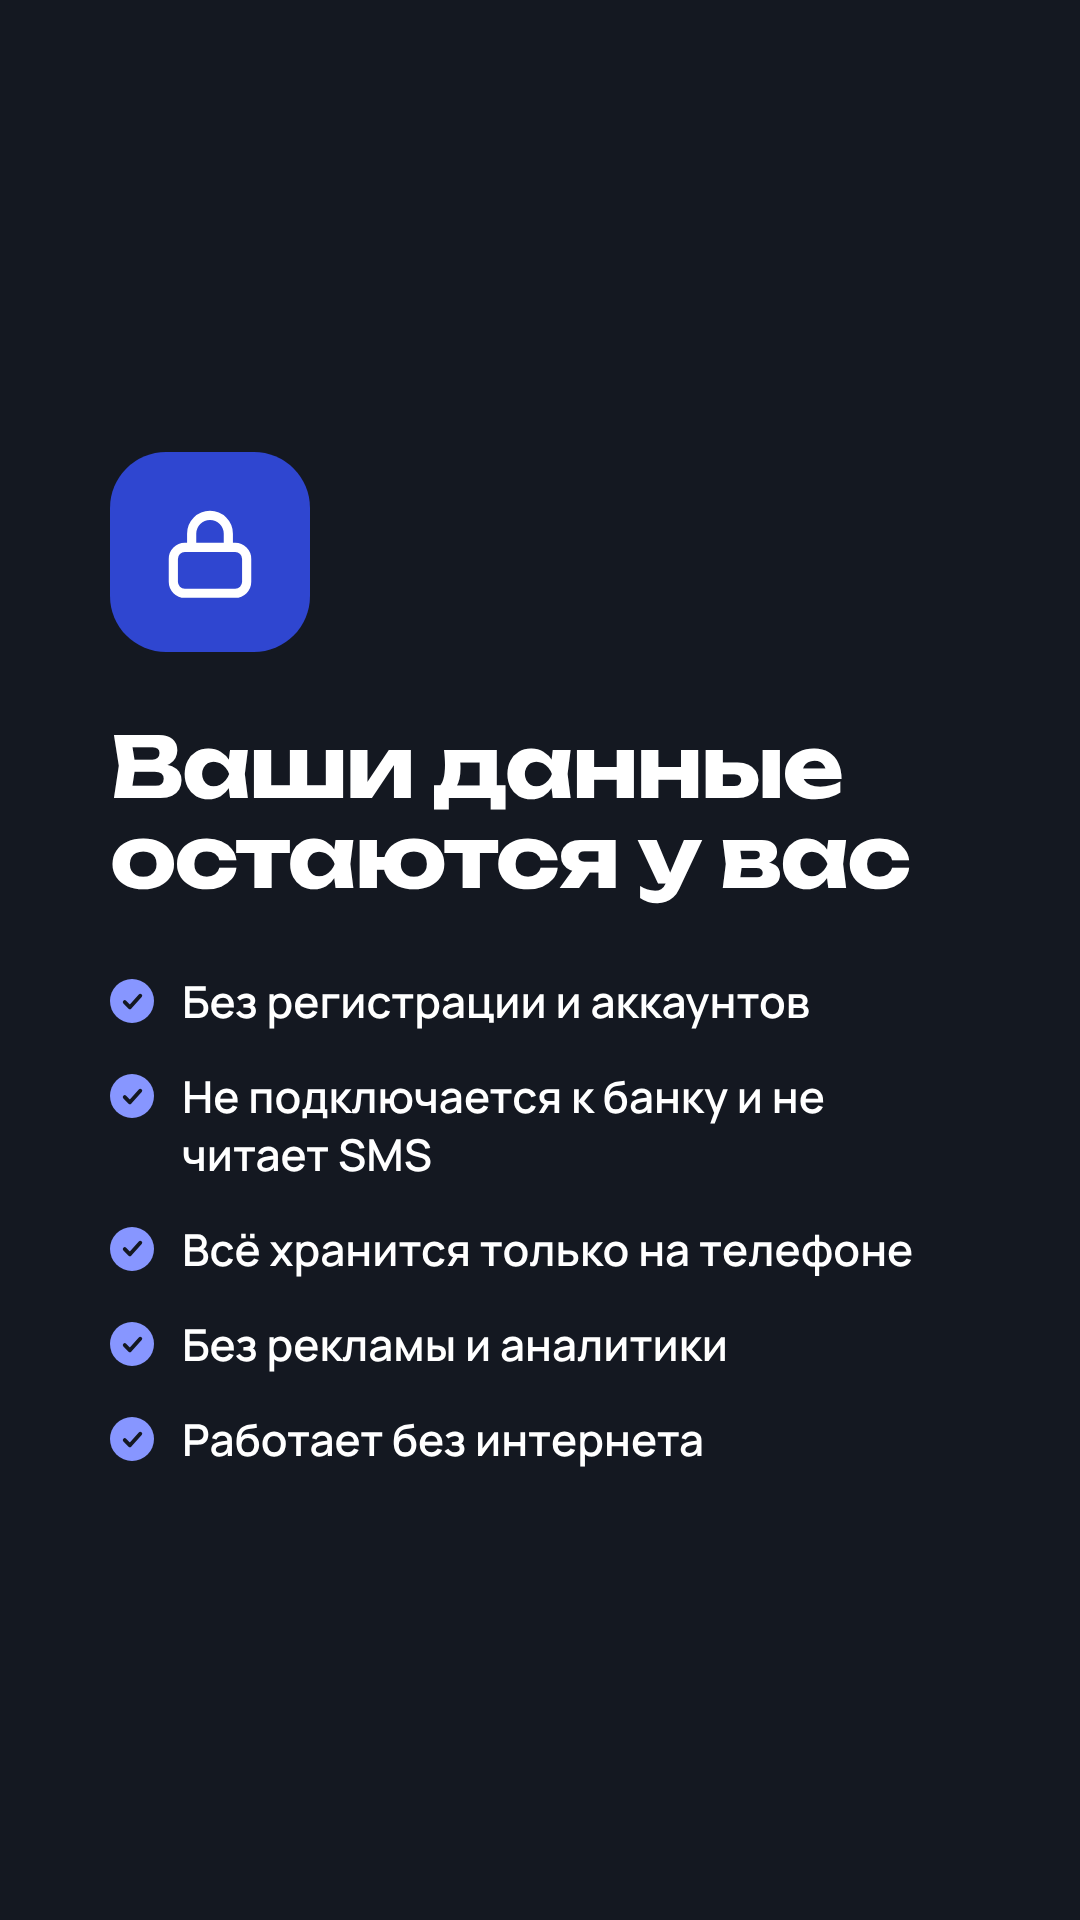 Ваши данные
остаются у вас
Без регистрации и аккаунтов
Не подключается к банку и не
читает SMS
Всё хранится только на телефоне
Без рекламы и аналитики
Работает без интернета